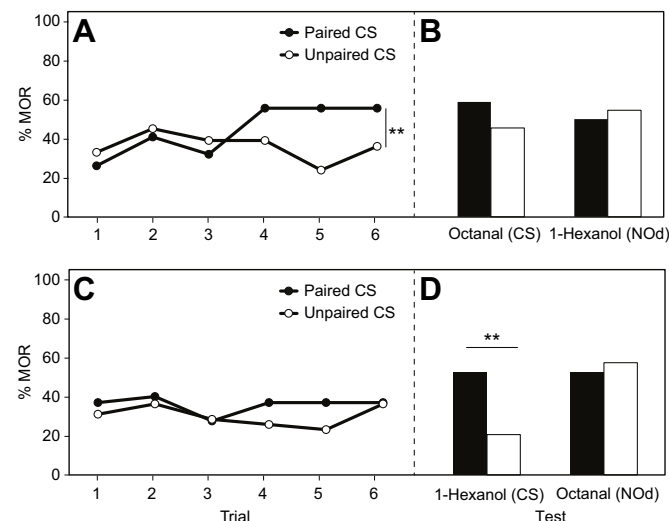 A
Paired CS
Unpaired CS
B
100
80
60
40
20
0
% MOR
**
1 2 3 4 5 6
Octanal (CS) 1-Hexanol (NOd)
C
Paired CS
Unpaired CS
D
100
80
60
40
20
0
% MOR
**
1 2 3 4 5 6
1-Hexanol (CS) Octanal (NOd)
Trial
Test